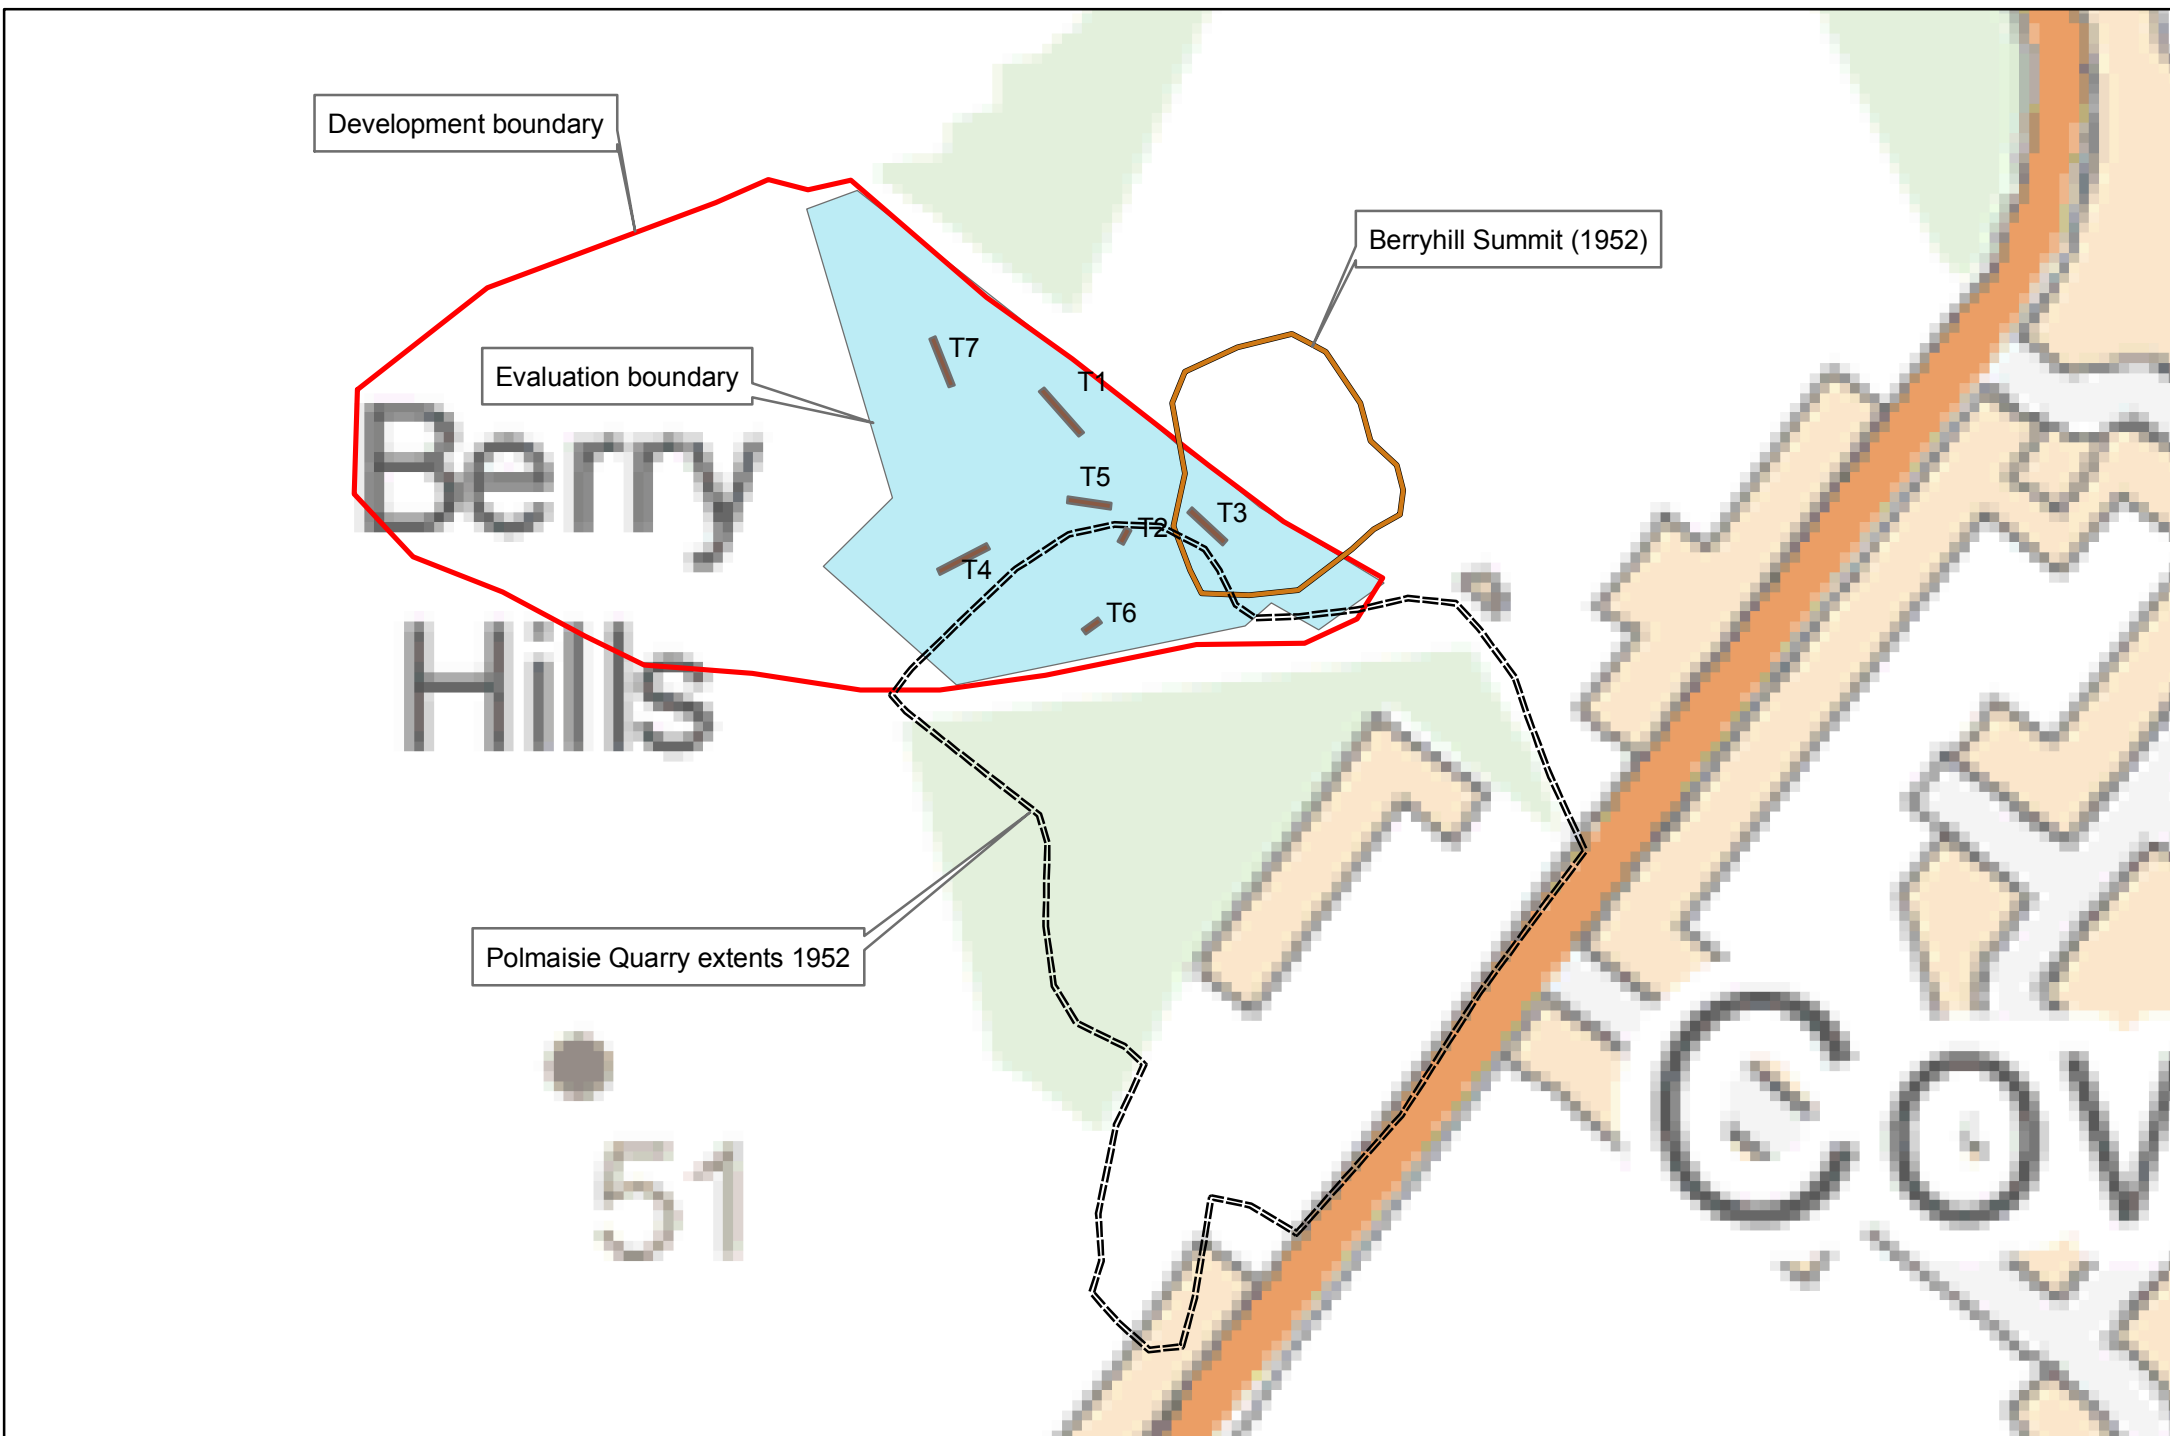 Development boundary
Berryhill Summit (1952)
T7
Evaluation boundary
T1
Berry
Hills
T5
T3
T2
T4
T6
Polmaisie Quarry extents 1952
51